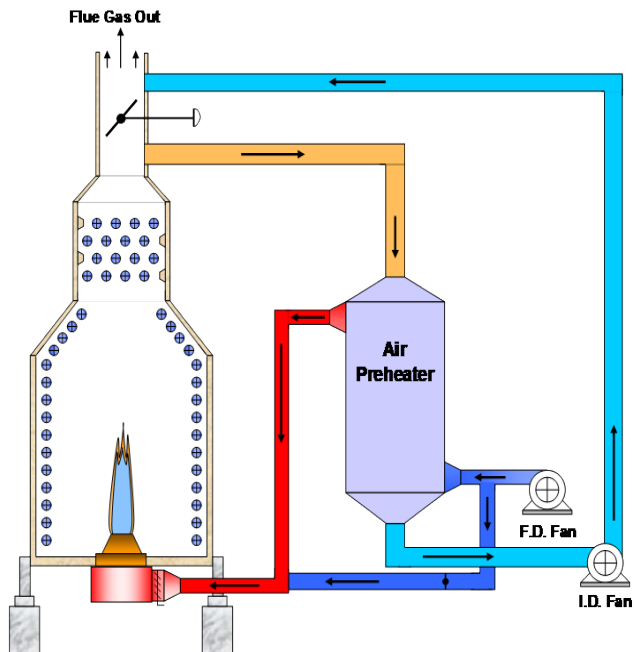 Flue Gas Out
Air
Preheater
F.D. Fan
I.D. Fan